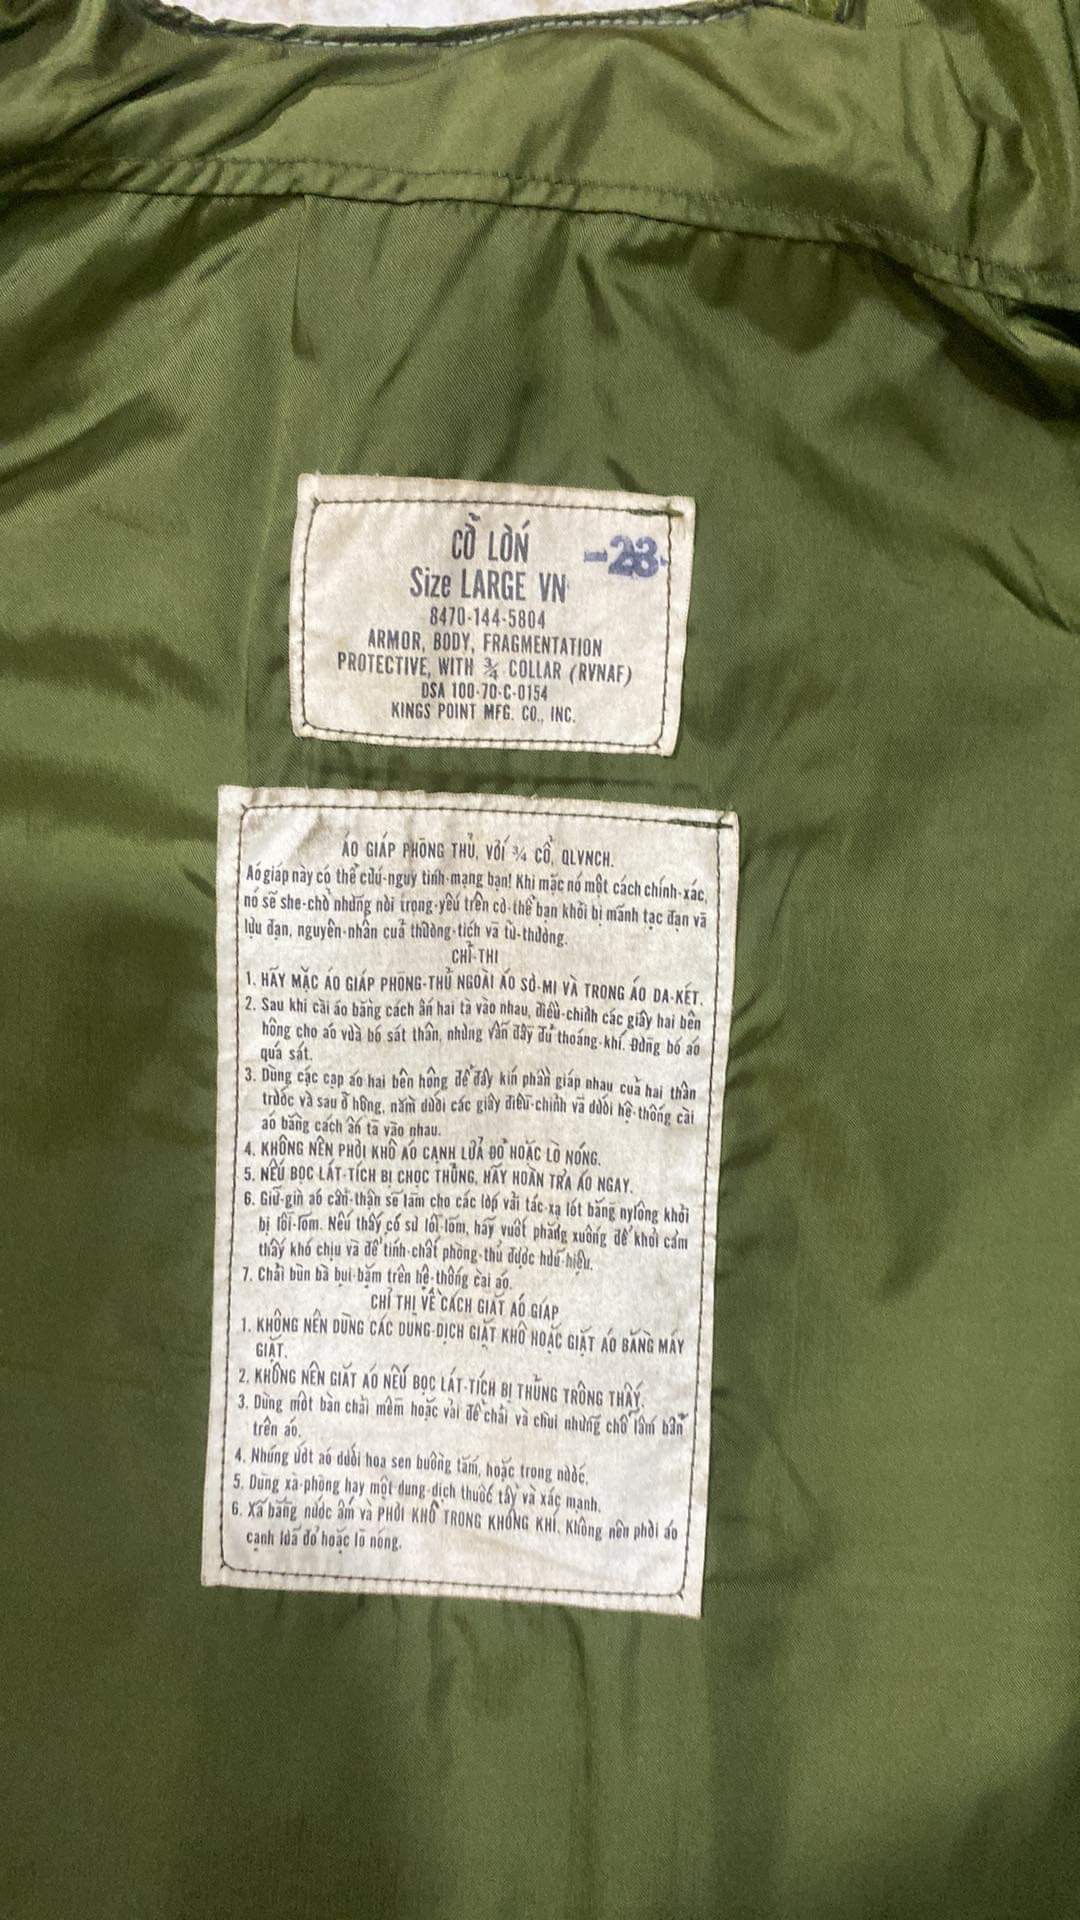 CỒ LỚN
-23-
Size LARGE VN
8470-144-5804
ARMOR, BODY, FRAGMENTATION
PROTECTIVE, WITH ¾ COLLAR (RVNAF)
DSA 100-70-C-0154
KINGS POINT MFG. CO., INC.
ÁO GIÁP PHÒNG THỦ, VỚI ¾ CỒ, QLVNCH.
Aó giáp này có thể cứu-nguy tính-mạng bạn! Khi mặc nó một cách chính-xác,
nó sẽ she-chở những nơi trọng-yếu trên cơ-thể bạn khỏi bị mãnh tạc đạn và
lựu đạn, nguyên-nhân cuả thương-tích và tử-thương.
CHỈ-THI
1. HÃY MẶC ÁO GIÁP PHÒNG-THỦ NGOÀI ÁO SƠ-MI VÀ TRONG ÁO DA-KÉT.
2. Sau khi cài áo bằng cách ấn hai tà vào nhau, điều-chỉnh các giây hai bên
hông cho áo vừa bó sát thân, nhưng vẫn đầy đủ thoáng-khí. Đừng bó áo
quá sát.
3. Dùng cặc cạp áo hai bên hông để đậy kín phần giáp nhau cuả hai thân
trước và sau ở hông, nằm dưới các giây điều-chỉnh và dưới hệ-thống cài
áo bằng cách ấn tà vào nhau.
4. KHÔNG NÊN PHƠI KHÔ ÁO CẠNH LỬA ĐỎ HOẶC LÒ NÓNG.
5. NẾU BỌC LÁT-TÍCH BỊ CHỌC THỦNG, HÃY HOÀN TRẢ ÁO NGAY.
6. Giữ-gìn aó cẩn-thận sẽ làm cho các lớp vải tác-xạ lót bằng nylông khỏi
bị lồi-lõm. Nếu thấy có sự lồi-lõm, hãy vuốt phẳng xuống để khỏi cảm
thấy khó chịu và để tính-chất phòng-thủ được hữu-hiệu.
7. Chải bùn bà bụi-bặm trên hệ-thống cài aó.
CHỈ THỊ VỀ CÁCH GIẶT AÓ GIÁP
1. KHÔNG NÊN DÙNG CÁC DUNG-DỊCH GIẶT KHÔ HOẶC GIẶT ÁO BẰNG MÁY
GIẶT.
2. KHÔNG NÊN GIẶT ÁO NẾU BỌC LÁT-TÍCH BỊ THỦNG TRÔNG THẤY.
3. Dùng một bàn chải mềm hoặc vải để chải và chùi những chỗ lấm bẩn
trên áo.
4. Nhúng ướt aó dưới hoa sen buồng tắm, hoặc trong nước.
5. Dùng xà-phòng hay một dung-dịch thuốc tẩy và xác mạnh.
6. Xả bằng nước ấm và PHƠI KHÔ TRONG KHÔNG KHÍ. Không nên phơi áo
cạnh lửa đỏ hoặc lò nóng.